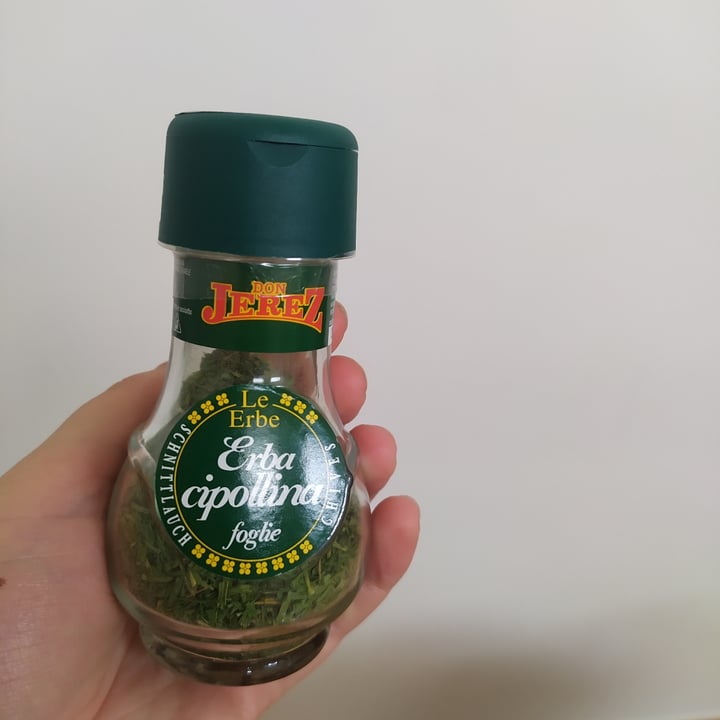 DON
JEREZ
Le
Erbe
Erba
cipollina
foglie
SCHNITTLAUCH
CHIVES